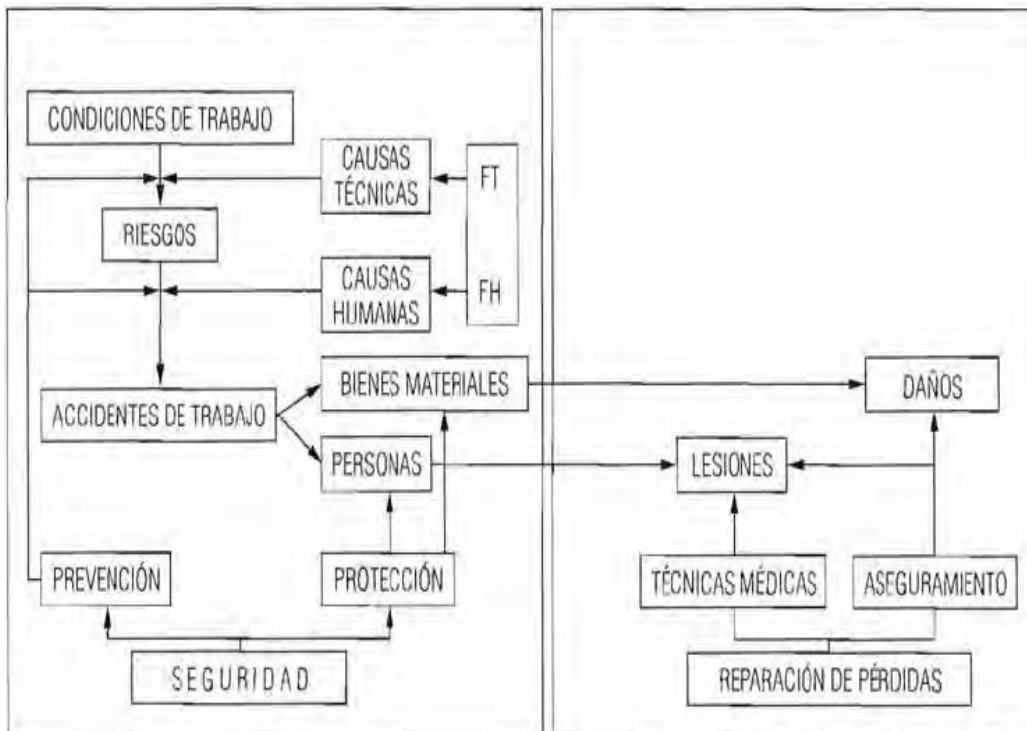 CONDICIONES DE TRABAJO
CAUSAS
TÉCNICAS
FT
RIESGOS
CAUSAS
HUMANAS
FH
BIENES MATERIALES
DAÑOS
ACCIDENTES DE TRABAJO
PERSONAS
LESIONES
PREVENCIÓN
PROTECCIÓN
TÉCNICAS MÉDICAS
ASEGURAMIENTO
SEGURIDAD
REPARACIÓN DE PÉRDIDAS